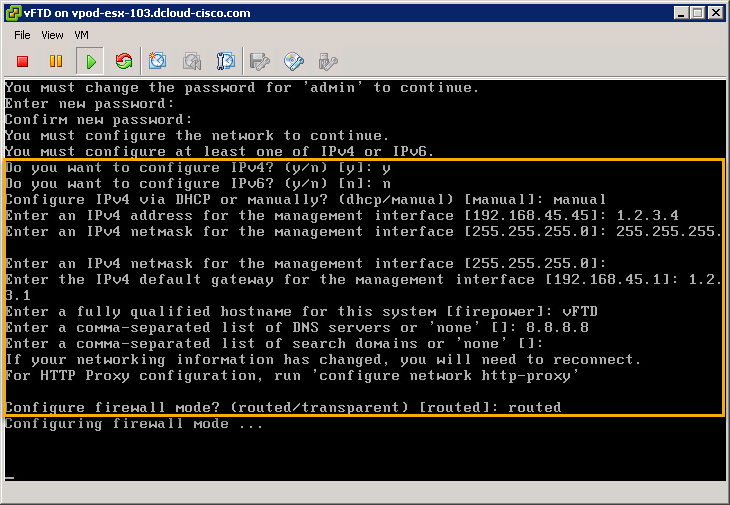 vFTD on vpod-esx-103.dcloud-cisco.com
File View VM
You must change the password for 'admin' to continue.
Enter new password:
Confirm new password:
You must configure the network to continue.
You must configure at least one of IPv4 or IPv6.
Do you want to configure IPv4? (y/n) [y]: y
Do you want to configure IPv6? (y/n) [n]: n
Configure IPv4 via DHCP or manually? (dhcp/manual) [manual]: manual
Enter an IPv4 address for the management interface [192.168.45.45]: 1.2.3.4
Enter an IPv4 netmask for the management interface [255.255.255.0]: 255.255.255.
Enter an IPv4 netmask for the management interface [255.255.255.0]:
Enter the IPv4 default gateway for the management interface [192.168.45.1]: 1.2.
3.1
Enter a fully qualified hostname for this system [firepower]: vFTD
Enter a comma-separated list of DNS servers or 'none' []: 8.8.8.8
Enter a comma-separated list of search domains or 'none' []:
If your networking information has changed, you will need to reconnect.
For HTTP Proxy configuration, run 'configure network http-proxy'
Configure firewall mode? (routed/transparent) [routed]: routed
Configuring firewall mode ...
_